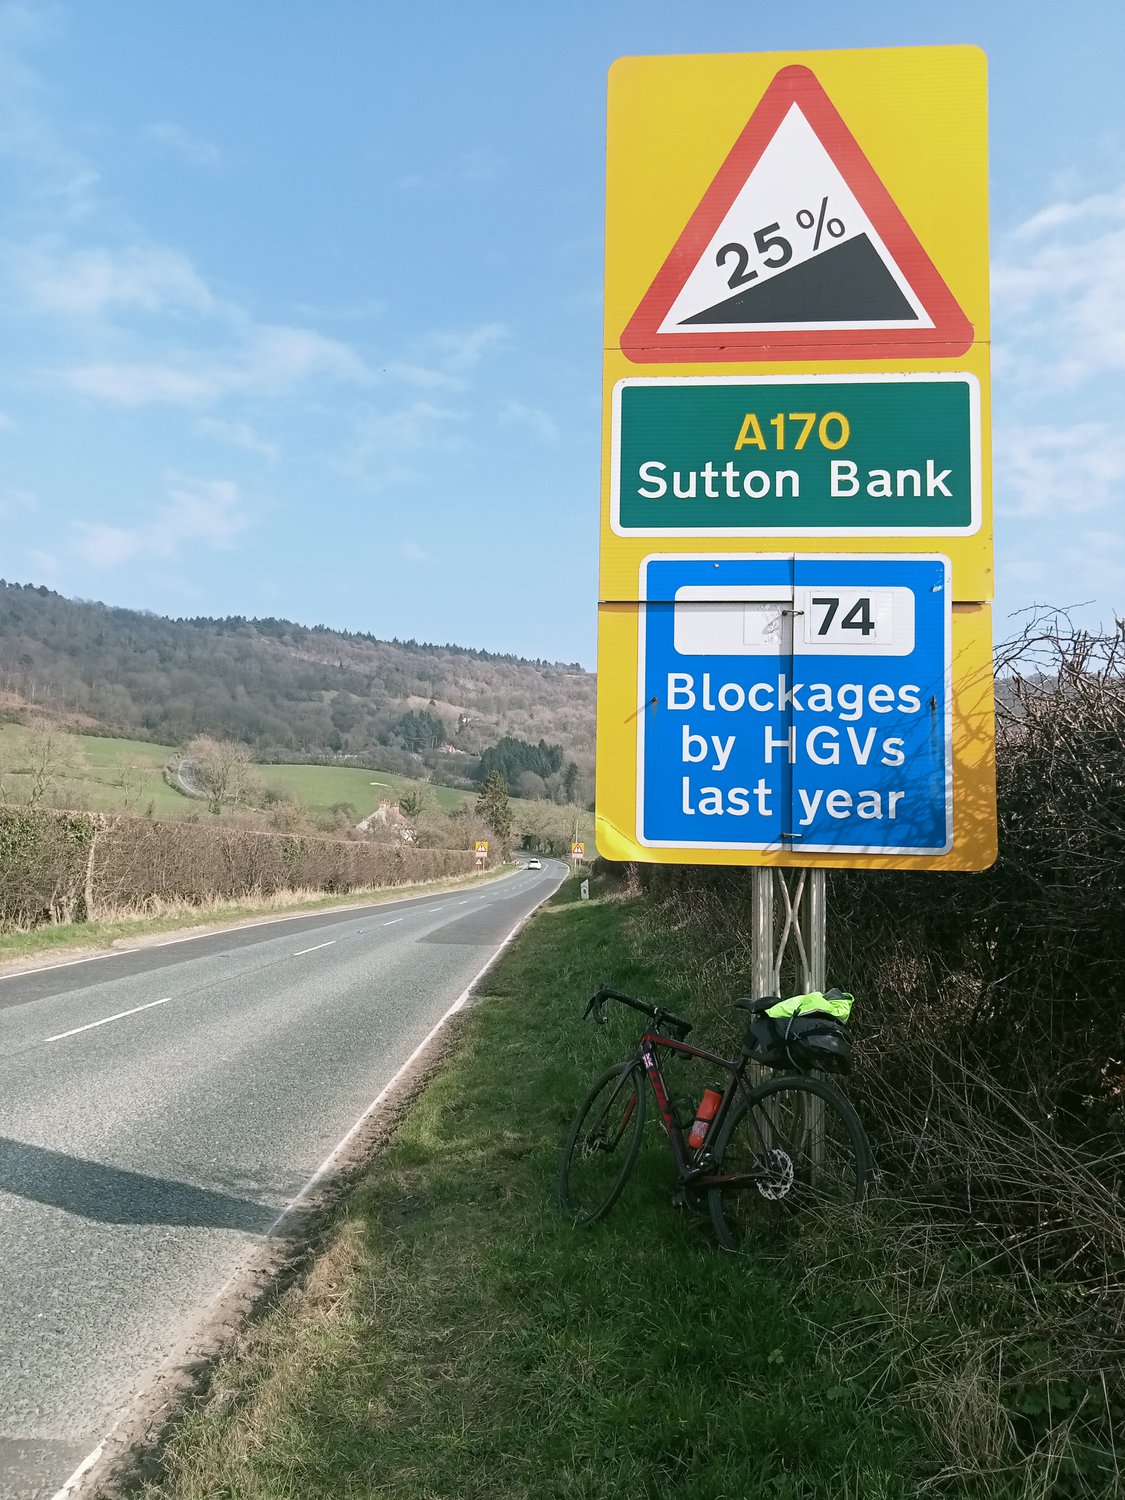 25%
A170
Sutton Bank
74
Blockages
by HGVs
last year